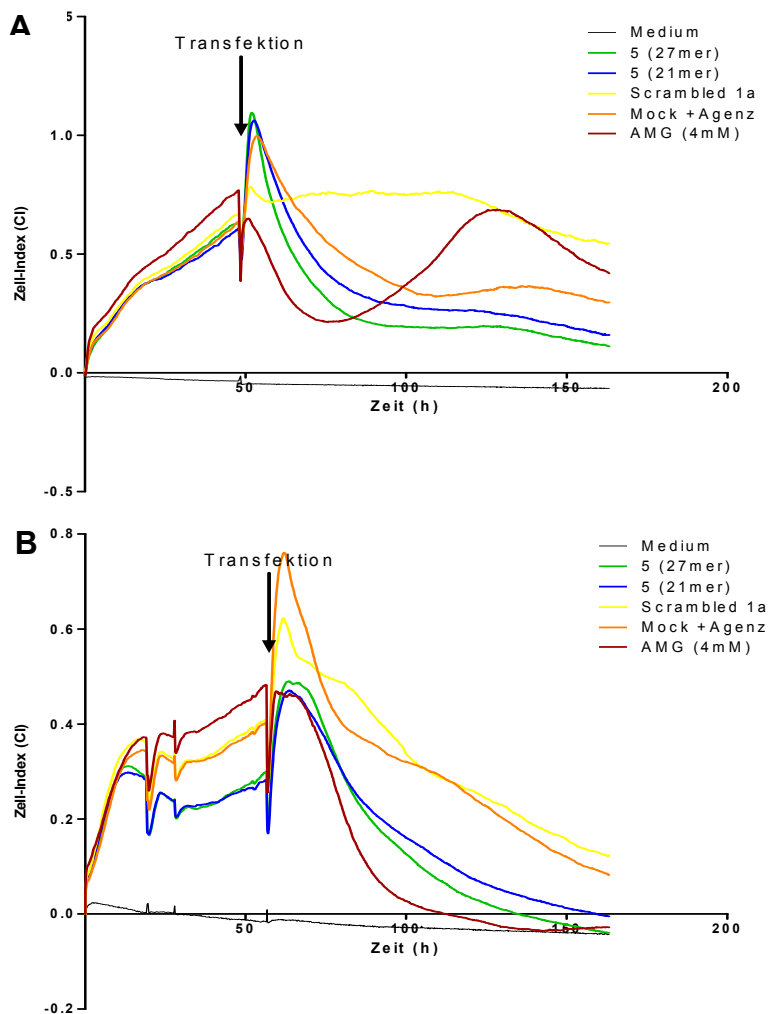 A
5
1.0
0.5
0.0
-0.5
Zell-Index (CI)
Transfektion
50
100
150
200
Zeit (h)
Medium
5 (27mer)
5 (21mer)
Scrambled 1a
Mock +Agenz
AMG (4mM)
B
0.8
0.6
0.4
0.2
0.0
-0.2
Zell-Index (CI)
Transfektion
50
100
150
200
Zeit (h)
Medium
5 (27mer)
5 (21mer)
Scrambled 1a
Mock +Agenz
AMG (4mM)